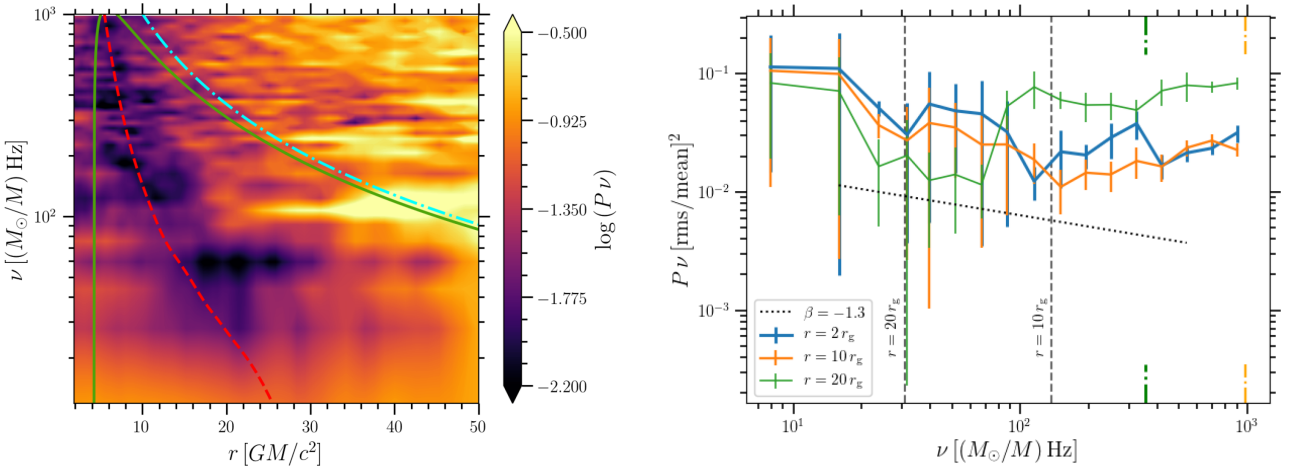 10³
10²
ν [(M⊙/M) Hz]
10 20 30 40 50
r [GM/c²]
−0.500
−0.925
−1.350
−1.775
−2.200
log (P ν)
10⁻¹
10⁻²
10⁻³
P ν [rms/mean]²
r = 20 r_g
r = 10 r_g
β = −1.3
r = 2 r_g
r = 10 r_g
r = 20 r_g
10¹ 10² 10³
ν [(M⊙/M) Hz]